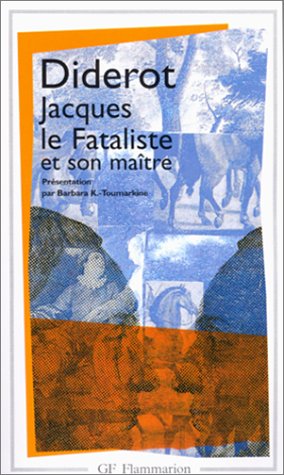 Diderot
Jacques
le Fataliste
et son maître
Présentation
par Barbara K.-Toumarkine
GF Flammarion